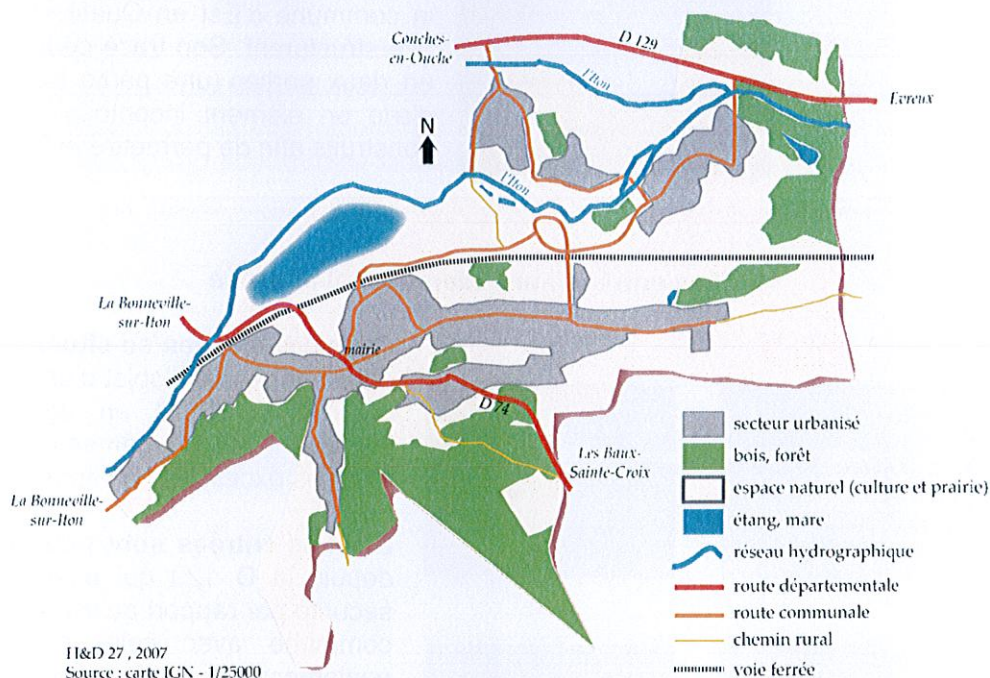 Conches-
en-Ouche
D 129
l'Iton
Evreux
N
l'Iton
La Bonneville-
sur-Iton
mairie
D 74
Les Baux-
Sainte-Croix
La Bonneville-
sur-Iton
secteur urbanisé
bois, forêt
espace naturel (culture et prairie)
étang, mare
réseau hydrographique
route départementale
route communale
chemin rural
voie ferrée
H&D 27 , 2007
Source : carte IGN - 1/25000